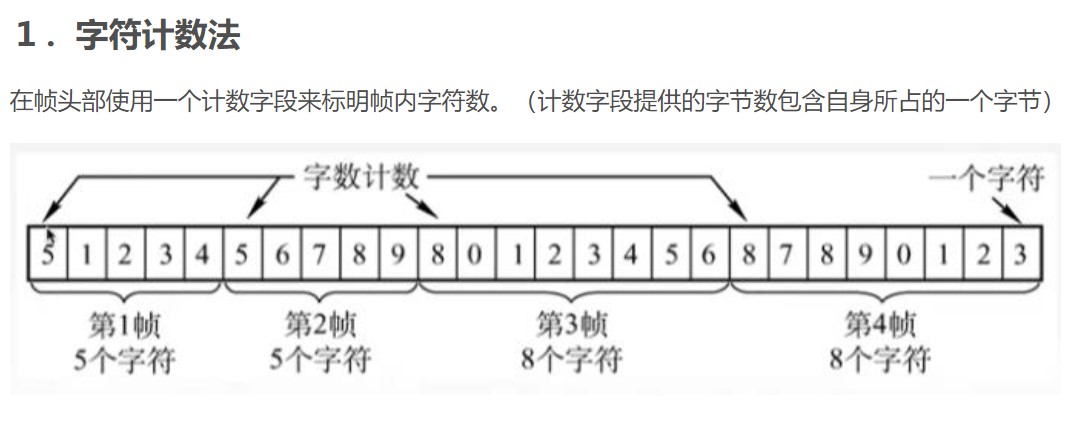 1．字符计数法
在帧头部使用一个计数字段来标明帧内字符数。（计数字段提供的字节数包含自身所占的一个字节）
字数计数 一个字符
5 1 2 3 4 5 6 7 8 9 8 0 1 2 3 4 5 6 8 7 8 9 0 1 2 3
第1帧 第2帧 第3帧 第4帧
5个字符 5个字符 8个字符 8个字符